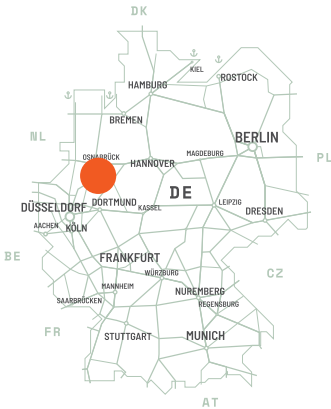 DK
KIEL
ROSTOCK
HAMBURG
BREMEN
NL
BERLIN
OSNABRÜCK
HANNOVER
MAGDEBURG
PL
DE
DÜSSELDORF
DORTMUND
KASSEL
LEIPZIG
DRESDEN
AACHEN
KÖLN
BE
FRANKFURT
WÜRZBURG
CZ
MANNHEIM
NUREMBERG
SAARBRÜCKEN
REGENSBURG
FR
STUTTGART
MUNICH
AT